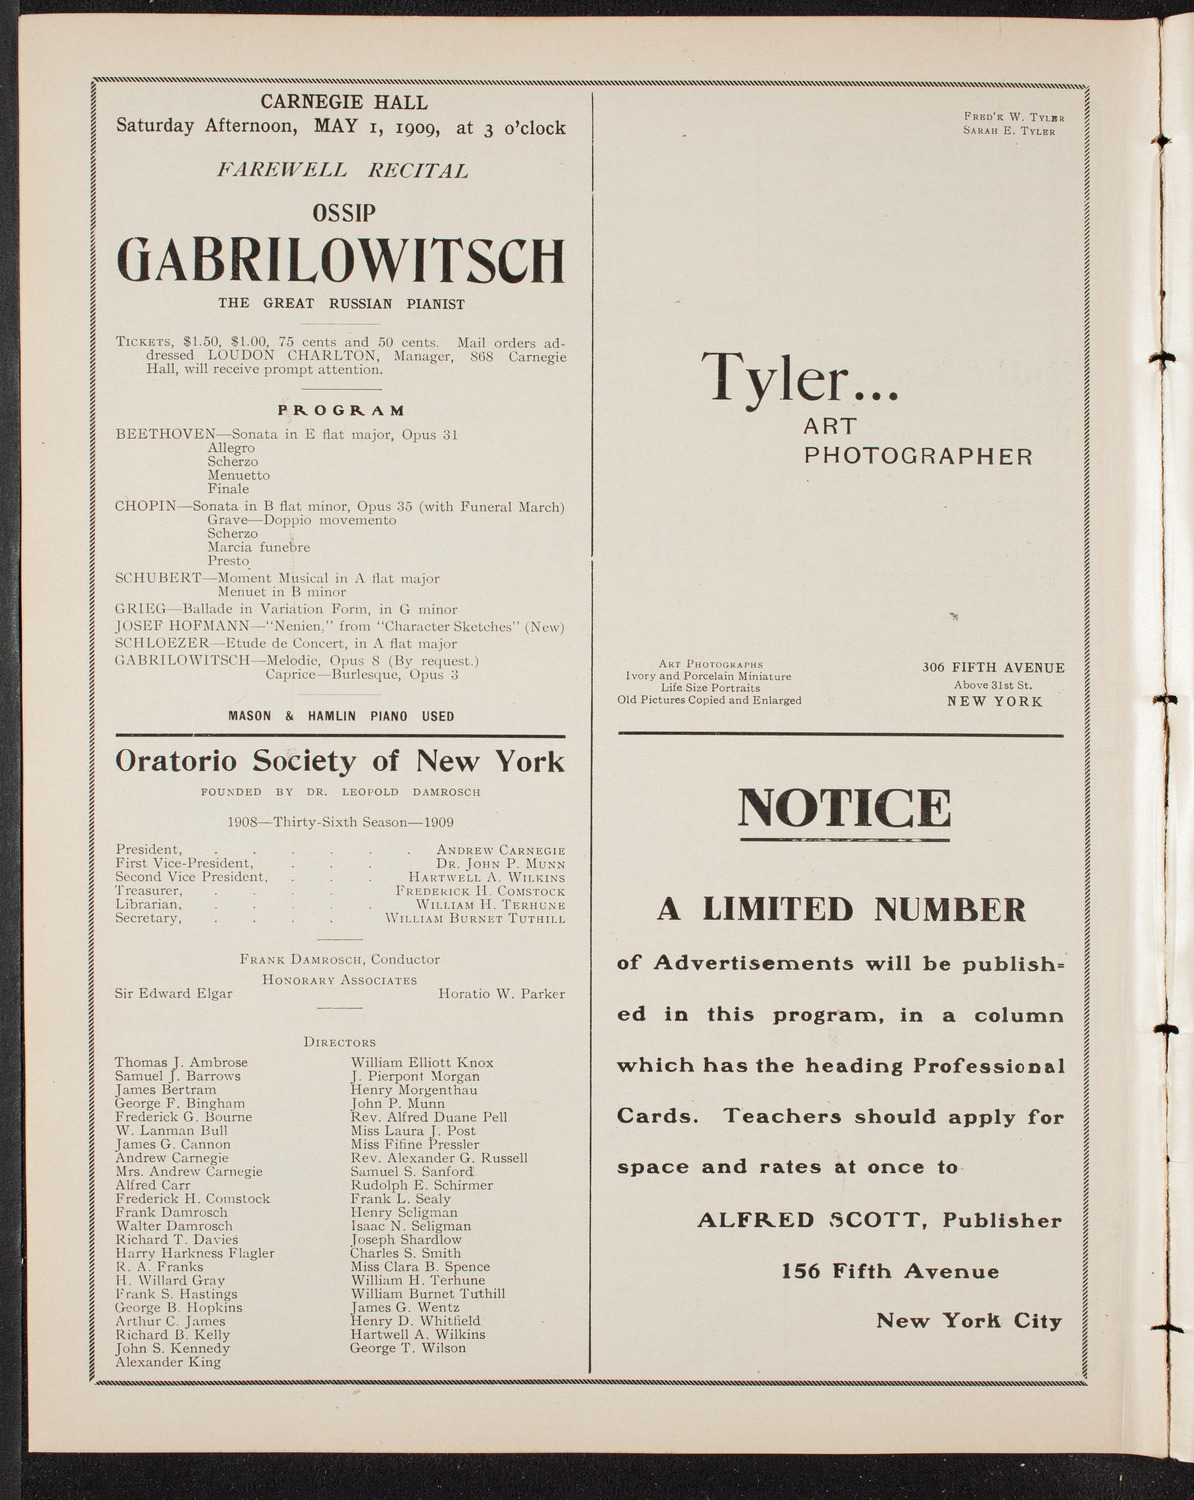 CARNEGIE HALL
Saturday Afternoon, MAY 1, 1909, at 3 o'clock
FAREWELL RECITAL
OSSIP
GABRILOWITSCH
THE GREAT RUSSIAN PIANIST
TICKETS, $1.50, $1.00, 75 cents and 50 cents. Mail orders ad-
dressed LOUDON CHARLTON, Manager, 868 Carnegie
Hall, will receive prompt attention.
PROGRAM
BEETHOVEN—Sonata in E flat major, Opus 31
Allegro
Scherzo
Menuetto
Finale
CHOPIN—Sonata in B flat minor, Opus 35 (with Funeral March)
Grave—Doppio movemento
Scherzo
Marcia funebre
Presto
SCHUBERT—Moment Musical in A flat major
Menuet in B minor
GRIEG—Ballade in Variation Form, in G minor
JOSEF HOFMANN—"Nenien," from "Character Sketches" (New)
SCHLOEZER—Etude de Concert, in A flat major
GABRILOWITSCH—Melodic, Opus 8 (By request.)
Caprice—Burlesque, Opus 3
MASON & HAMLIN PIANO USED
Oratorio Society of New York
FOUNDED BY DR. LEOPOLD DAMROSCH
1908—Thirty-Sixth Season—1909
President, . . . . . . ANDREW CARNEGIE
First Vice-President, . . . DR. JOHN P. MUNN
Second Vice President, . . . HARTWELL A. WILKINS
Treasurer, . . . . FREDERICK H. COMSTOCK
Librarian, . . . . . WILLIAM H. TERHUNE
Secretary, . . . . WILLIAM BURNET TUTHILL
FRANK DAMROSCH, Conductor
HONORARY ASSOCIATES
Sir Edward Elgar Horatio W. Parker
DIRECTORS
Thomas J. Ambrose
Samuel J. Barrows
James Bertram
George F. Bingham
Frederick G. Bourne
W. Lanman Bull
James G. Cannon
Andrew Carnegie
Mrs. Andrew Carnegie
Alfred Carr
Frederick H. Comstock
Frank Damrosch
Walter Damrosch
Richard T. Davies
Harry Harkness Flagler
R. A. Franks
H. Willard Gray
Frank S. Hastings
George B. Hopkins
Arthur C. James
Richard B. Kelly
John S. Kennedy
Alexander King
William Elliott Knox
J. Pierpont Morgan
Henry Morgenthau
John P. Munn
Rev. Alfred Duane Pell
Miss Laura J. Post
Miss Fifine Pressler
Rev. Alexander G. Russell
Samuel S. Sanford
Rudolph E. Schirmer
Frank L. Sealy
Henry Seligman
Isaac N. Seligman
Joseph Shardlow
Charles S. Smith
Miss Clara B. Spence
William H. Terhune
William Burnet Tuthill
James G. Wentz
Henry D. Whitfield
Hartwell A. Wilkins
George T. Wilson
FRED'K W. TYLER
SARAH E. TYLER
Tyler...
ART
PHOTOGRAPHER
ART PHOTOGRAPHS
Ivory and Porcelain Miniature
Life Size Portraits
Old Pictures Copied and Enlarged
306 FIFTH AVENUE
Above 31st St.
NEW YORK
NOTICE
A LIMITED NUMBER
of Advertisements will be publish=
ed in this program, in a column
which has the heading Professional
Cards. Teachers should apply for
space and rates at once to
ALFRED SCOTT, Publisher
156 Fifth Avenue
New York City